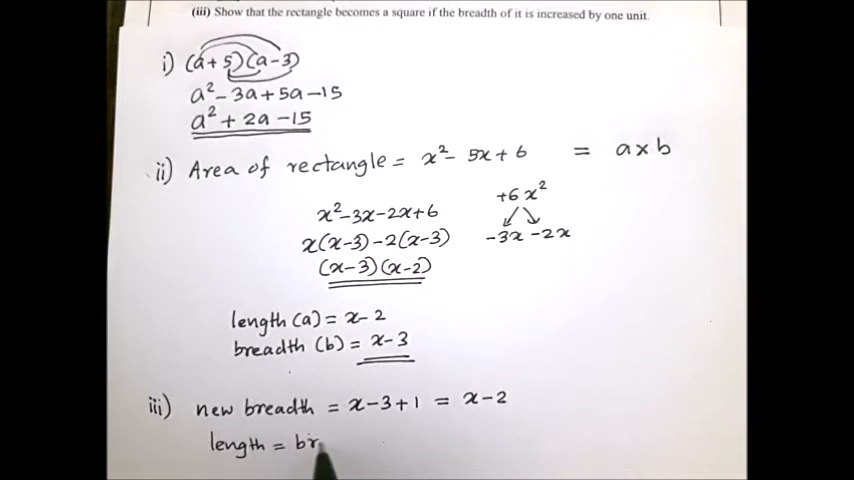 (iii) Show that the rectangle becomes a square if the breadth of it is increased by one unit.
i) (a+5)(a-3)
a² - 3a + 5a - 15
a² + 2a - 15
ii) Area of rectangle = x² - 5x + 6 = a x b
+6x²
x² - 3x - 2x + 6
x(x-3) - 2(x-3) -3x -2x
(x-3)(x-2)
length (a) = x - 2
breadth (b) = x - 3
iii) new breadth = x - 3 + 1 = x - 2
length = br